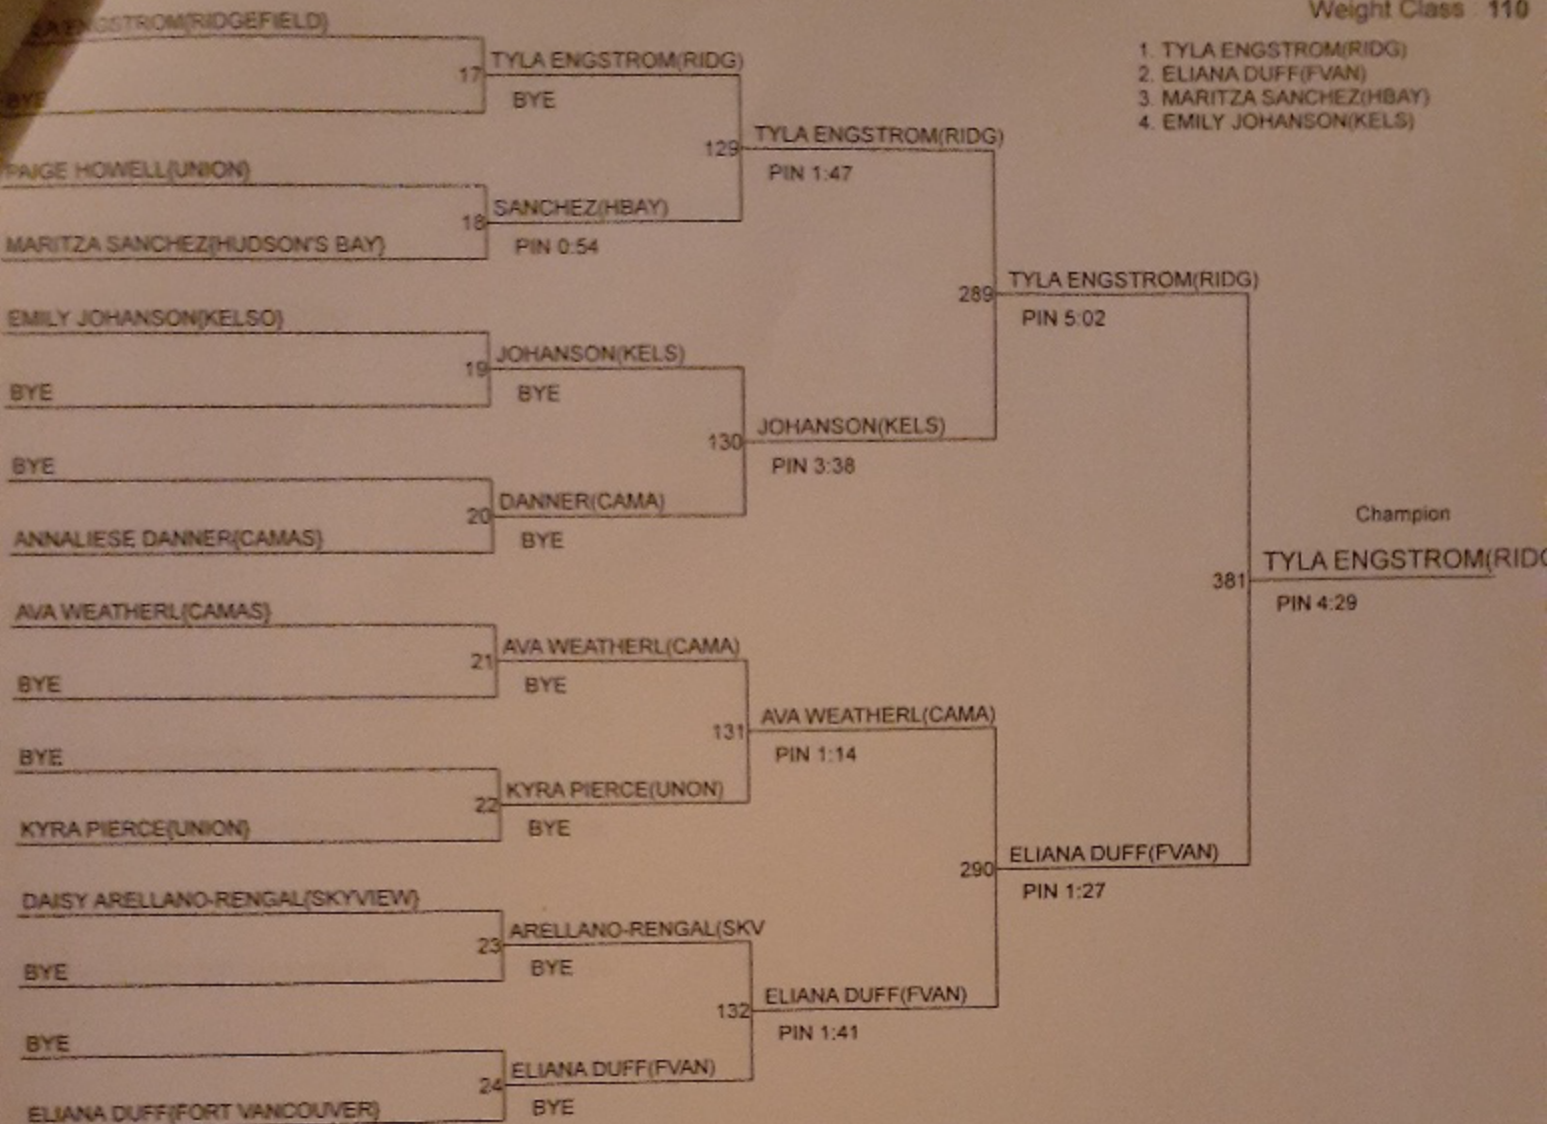 Weight Class 110
1. TYLA ENGSTROM(RIDG)
2. ELIANA DUFF(FVAN)
3. MARITZA SANCHEZ(HBAY)
4. EMILY JOHANSON(KELS)
ENGSTROM{RIDGEFIELD}
17
BYE
TYLA ENGSTROM(RIDG)
BYE
PAIGE HOWELL{UNION}
18
MARITZA SANCHEZ{HUDSON'S BAY}
SANCHEZ(HBAY)
PIN 0:54
129
TYLA ENGSTROM(RIDG)
PIN 1:47
EMILY JOHANSON{KELSO}
19
BYE
JOHANSON(KELS)
BYE
BYE
20
ANNALIESE DANNER{CAMAS}
DANNER(CAMA)
BYE
130
JOHANSON(KELS)
PIN 3:38
289
TYLA ENGSTROM(RIDG)
PIN 5:02
AVA WEATHERL{CAMAS}
21
BYE
AVA WEATHERL(CAMA)
BYE
BYE
22
KYRA PIERCE{UNION}
KYRA PIERCE(UNON)
BYE
131
AVA WEATHERL(CAMA)
PIN 1:14
DAISY ARELLANO-RENGAL{SKYVIEW}
23
BYE
ARELLANO-RENGAL(SKV
BYE
BYE
24
ELIANA DUFF{FORT VANCOUVER}
ELIANA DUFF(FVAN)
BYE
132
ELIANA DUFF(FVAN)
PIN 1:41
290
ELIANA DUFF(FVAN)
PIN 1:27
381
Champion
TYLA ENGSTROM(RIDG
PIN 4:29